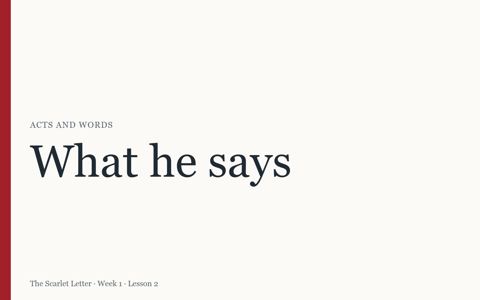 ACTS AND WORDS
What he says
The Scarlet Letter · Week 1 · Lesson 2